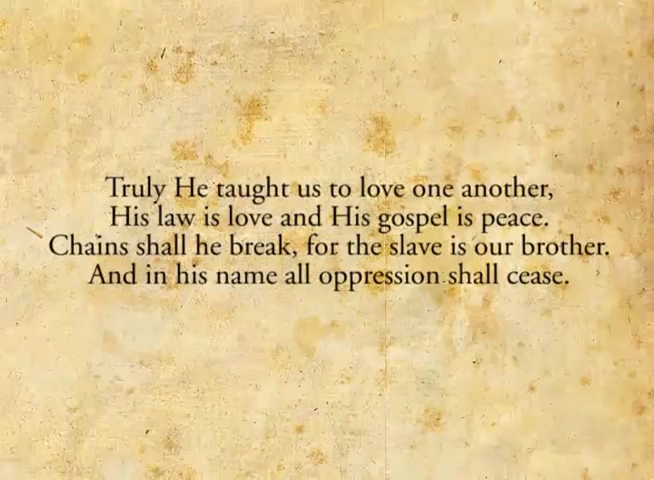 Truly He taught us to love one another,
His law is love and His gospel is peace.
Chains shall he break, for the slave is our brother.
And in his name all oppression shall cease.